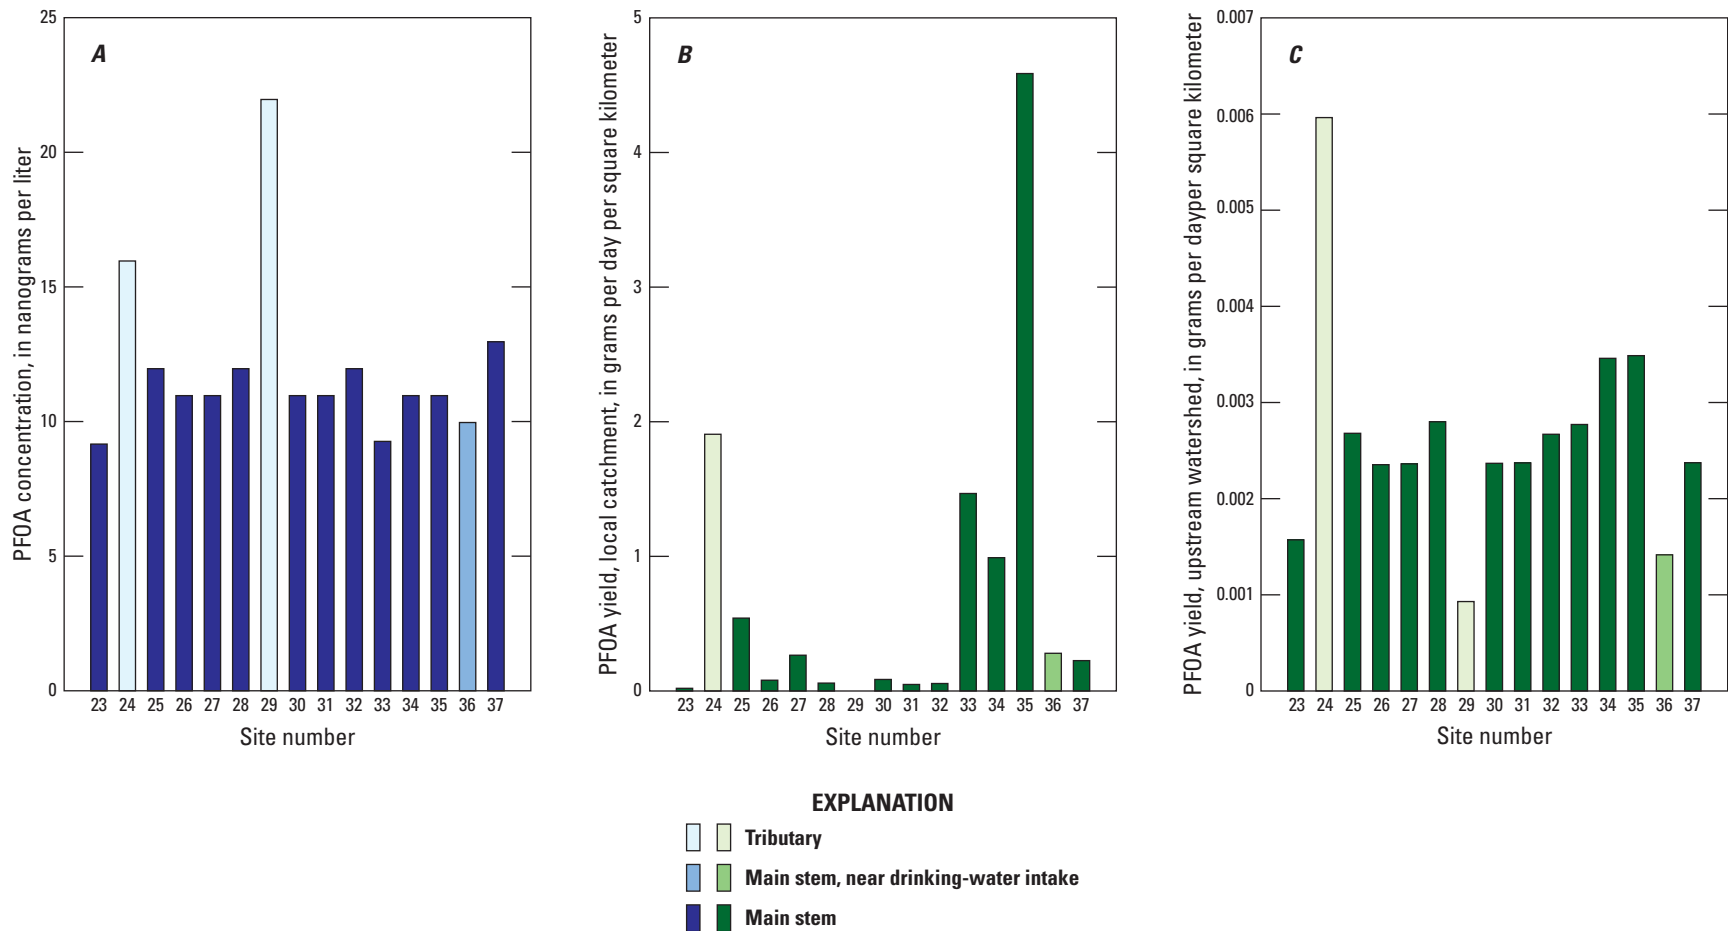 A
PFOA concentration, in nanograms per liter
25
20
15
10
5
0
23 24 25 26 27 28 29 30 31 32 33 34 35 36 37
Site number
B
PFOA yield, local catchment, in grams per day per square kilometer
5
4
3
2
1
0
23 24 25 26 27 28 29 30 31 32 33 34 35 36 37
Site number
C
PFOA yield, upstream watershed, in grams per dayper square kilometer
0.007
0.006
0.005
0.004
0.003
0.002
0.001
0
23 24 25 26 27 28 29 30 31 32 33 34 35 36 37
Site number
EXPLANATION
Tributary
Main stem, near drinking-water intake
Main stem